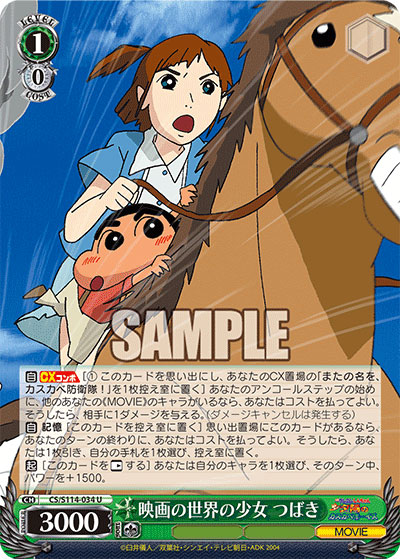 LEVEL
1
0
COST
SAMPLE
自 CXコンボ [① このカードを思い出にし、あなたのCX置場の「またの名を、
カスカベ防衛隊！」を1枚控え室に置く] あなたのアンコールステップの始め
に、他のあなたの《MOVIE》のキャラがいるなら、あなたはコストを払ってよい。
そうしたら、相手に1ダメージを与える。（ダメージキャンセルは発生する）
自 記憶 [このカードを控え室に置く] 思い出置場にこのカードがあるなら、
あなたのターンの終わりに、あなたはコストを払ってよい。そうしたら、あなた
は1枚引き、自分の手札を1枚選び、控え室に置く。
起 [このカードをする] あなたは自分のキャラを1枚選び、そのターン中、
パワーを＋1500。
CH CS/S114-034 U
3000
映画の世界の少女 つばき
MOVIE
©臼井儀人／双葉社・シンエイ・テレビ朝日・ADK 2004